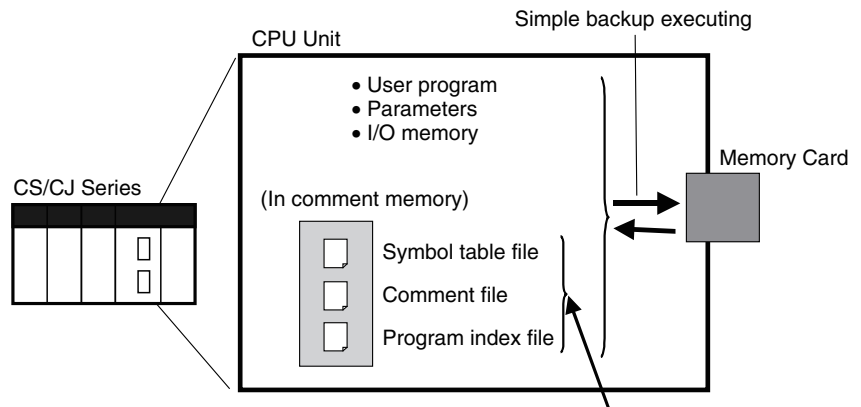 Simple backup executing
CPU Unit
• User program
• Parameters
• I/O memory
Memory Card
CS/CJ Series
(In comment memory)
Symbol table file
Comment file
Program index file